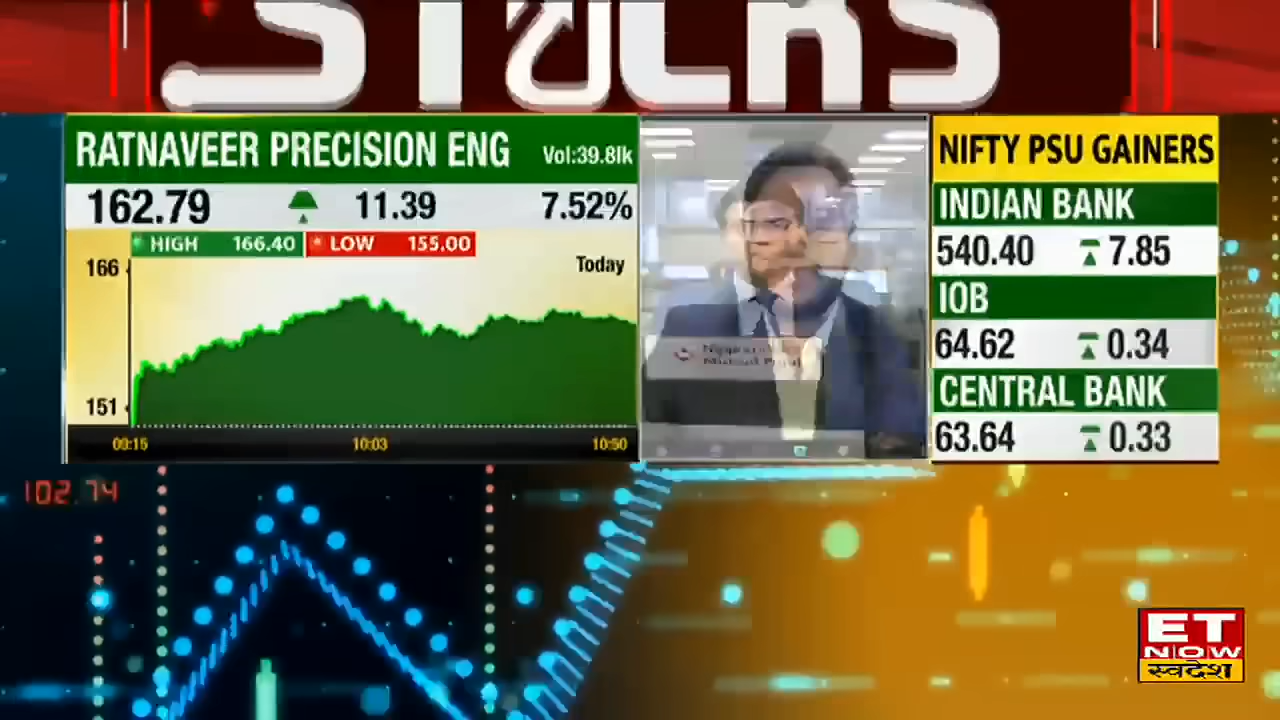 STOCKS
RATNAVEER PRECISION ENG Vol:39.8lk
162.79 11.39 7.52%
HIGH 166.40 LOW 155.00
166 Today
151
09:15 10:03 10:50
NIFTY PSU GAINERS
INDIAN BANK
540.40 7.85
IOB
64.62 0.34
CENTRAL BANK
63.64 0.33
102.74
ET
NOW
स्वदेश